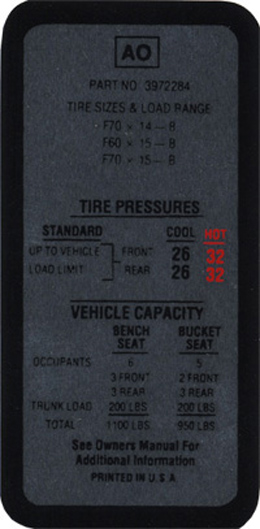 AO
PART NO 3972284
TIRE SIZES & LOAD RANGE
F70 x 14 – B
F60 x 15 – B
F70 x 15 – B
TIRE PRESSURES
STANDARD COOL HOT
UP TO VEHICLE FRONT 26 32
LOAD LIMIT REAR 26 32
VEHICLE CAPACITY
BENCH BUCKET
SEAT SEAT
OCCUPANTS 6 5
3 FRONT 2 FRONT
3 REAR 3 REAR
TRUNK LOAD 200 LBS 200 LBS
TOTAL 1100 LBS 950 LBS
See Owners Manual For
Additional Information
PRINTED IN U.S.A